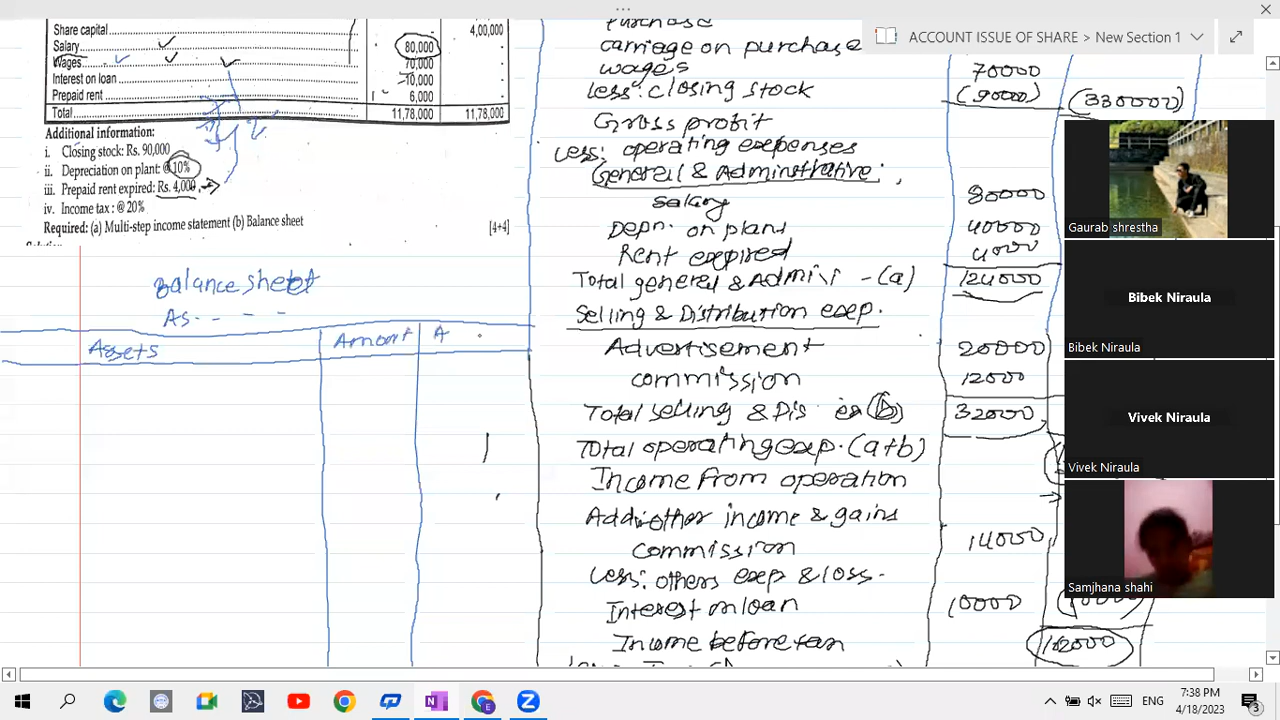 ACCOUNT ISSUE OF SHARE > New Section 1
Share capital 4,00,000
Salary 80,000
Wages 70,000
Interest on loan 10,000
Prepaid rent 6,000
Total 11,78,000 11,78,000
Additional information:
i. Closing stock: Rs. 90,000
ii. Depreciation on plant: @ 10%
iii. Prepaid rent expired: Rs. 4,000
iv. Income tax : @ 20%
Required: (a) Multi-step income statement (b) Balance sheet [4+4]
Balance sheet
As
Assets Amount A
purchase
carriage on purchase
wages 70000
less: closing stock (90000) (330000)
Gross profit
Less: operating expenses
General & Adminstrative
salary 80000
Depn. on plant 40000
Rent expired 4000
Total general & Admi - (a) 124000
Selling & Distribution exp.
Advertisement 20000
commission 12000
Total selling & Dis. ex (b) 32000
Total operating exp. (a+b)
Income from operation
Add: other income & gains
commission 14000
Less: others exp & loss.
Interest on loan 10000
Income before tax 102000
Gaurab shrestha
Bibek Niraula
Bibek Niraula
Vivek Niraula
Vivek Niraula
Samjhana shahi
ENG
7:38 PM
4/18/2023
3